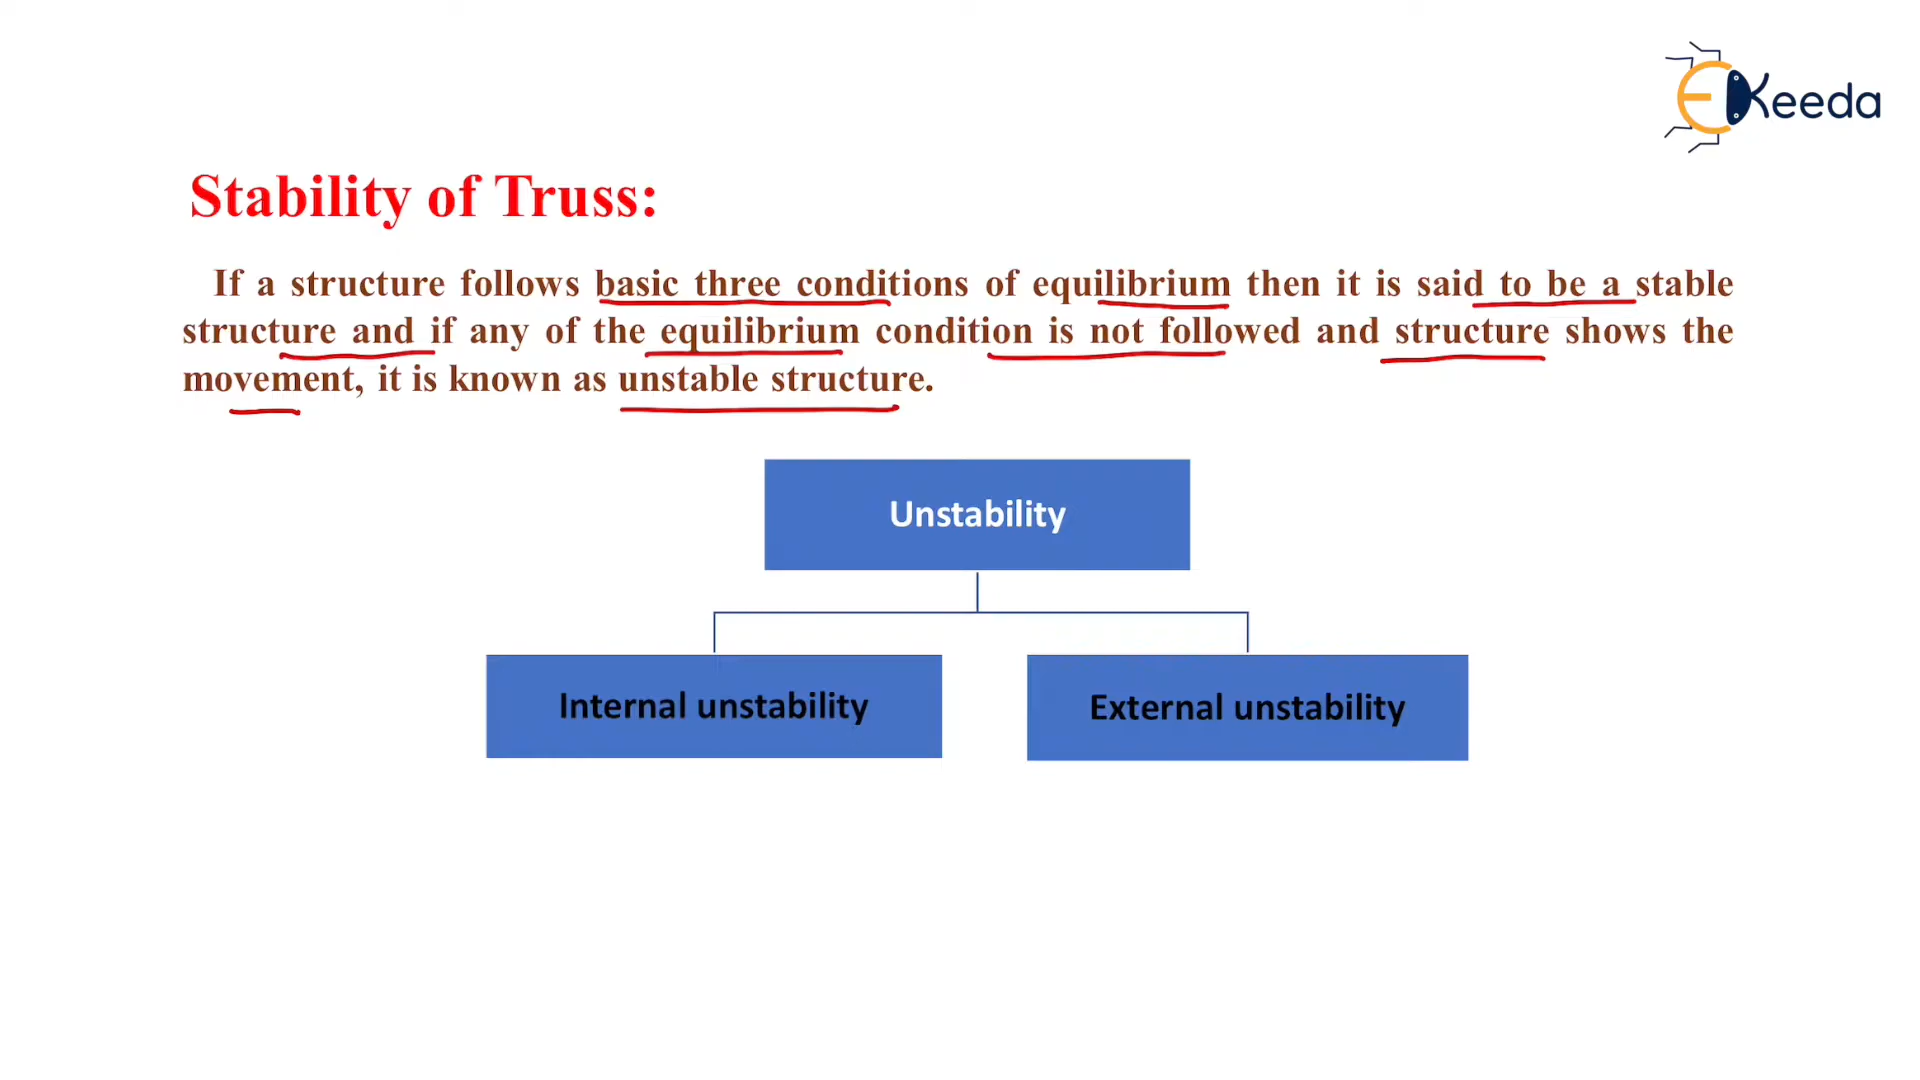 EKeeda
Stability of Truss:
If a structure follows basic three conditions of equilibrium then it is said to be a stable
structure and if any of the equilibrium condition is not followed and structure shows the
movement, it is known as unstable structure.
Unstability
Internal unstability
External unstability